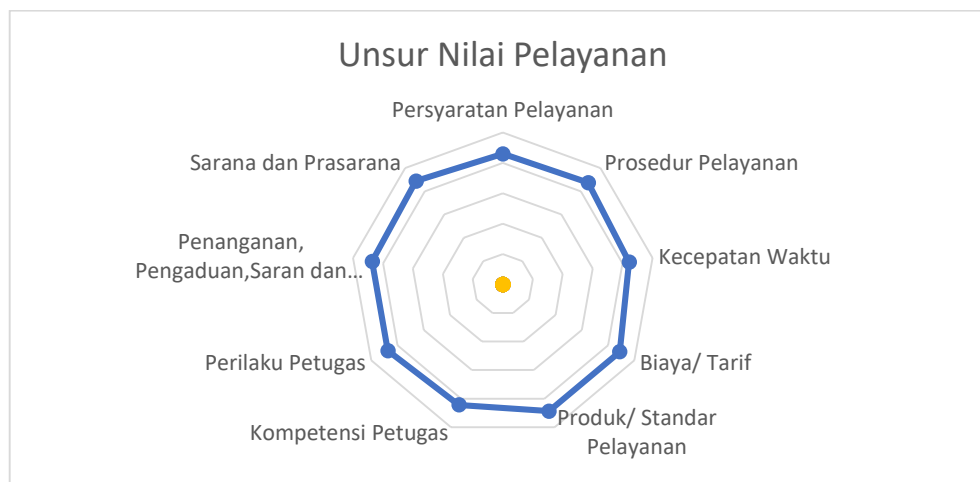 Unsur Nilai Pelayanan
Persyaratan Pelayanan
Prosedur Pelayanan
Kecepatan Waktu
Biaya/ Tarif
Produk/ Standar
Pelayanan
Kompetensi Petugas
Perilaku Petugas
Penanganan,
Pengaduan,Saran dan...
Sarana dan Prasarana